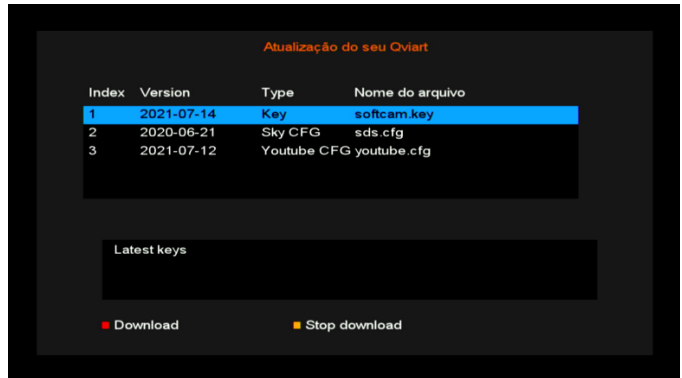 Atualização do seu Qviart
Index Version Type Nome do arquivo
1 2021-07-14 Key softcam.key
2 2020-06-21 Sky CFG sds.cfg
3 2021-07-12 Youtube CFG youtube.cfg
Latest keys
Download Stop download